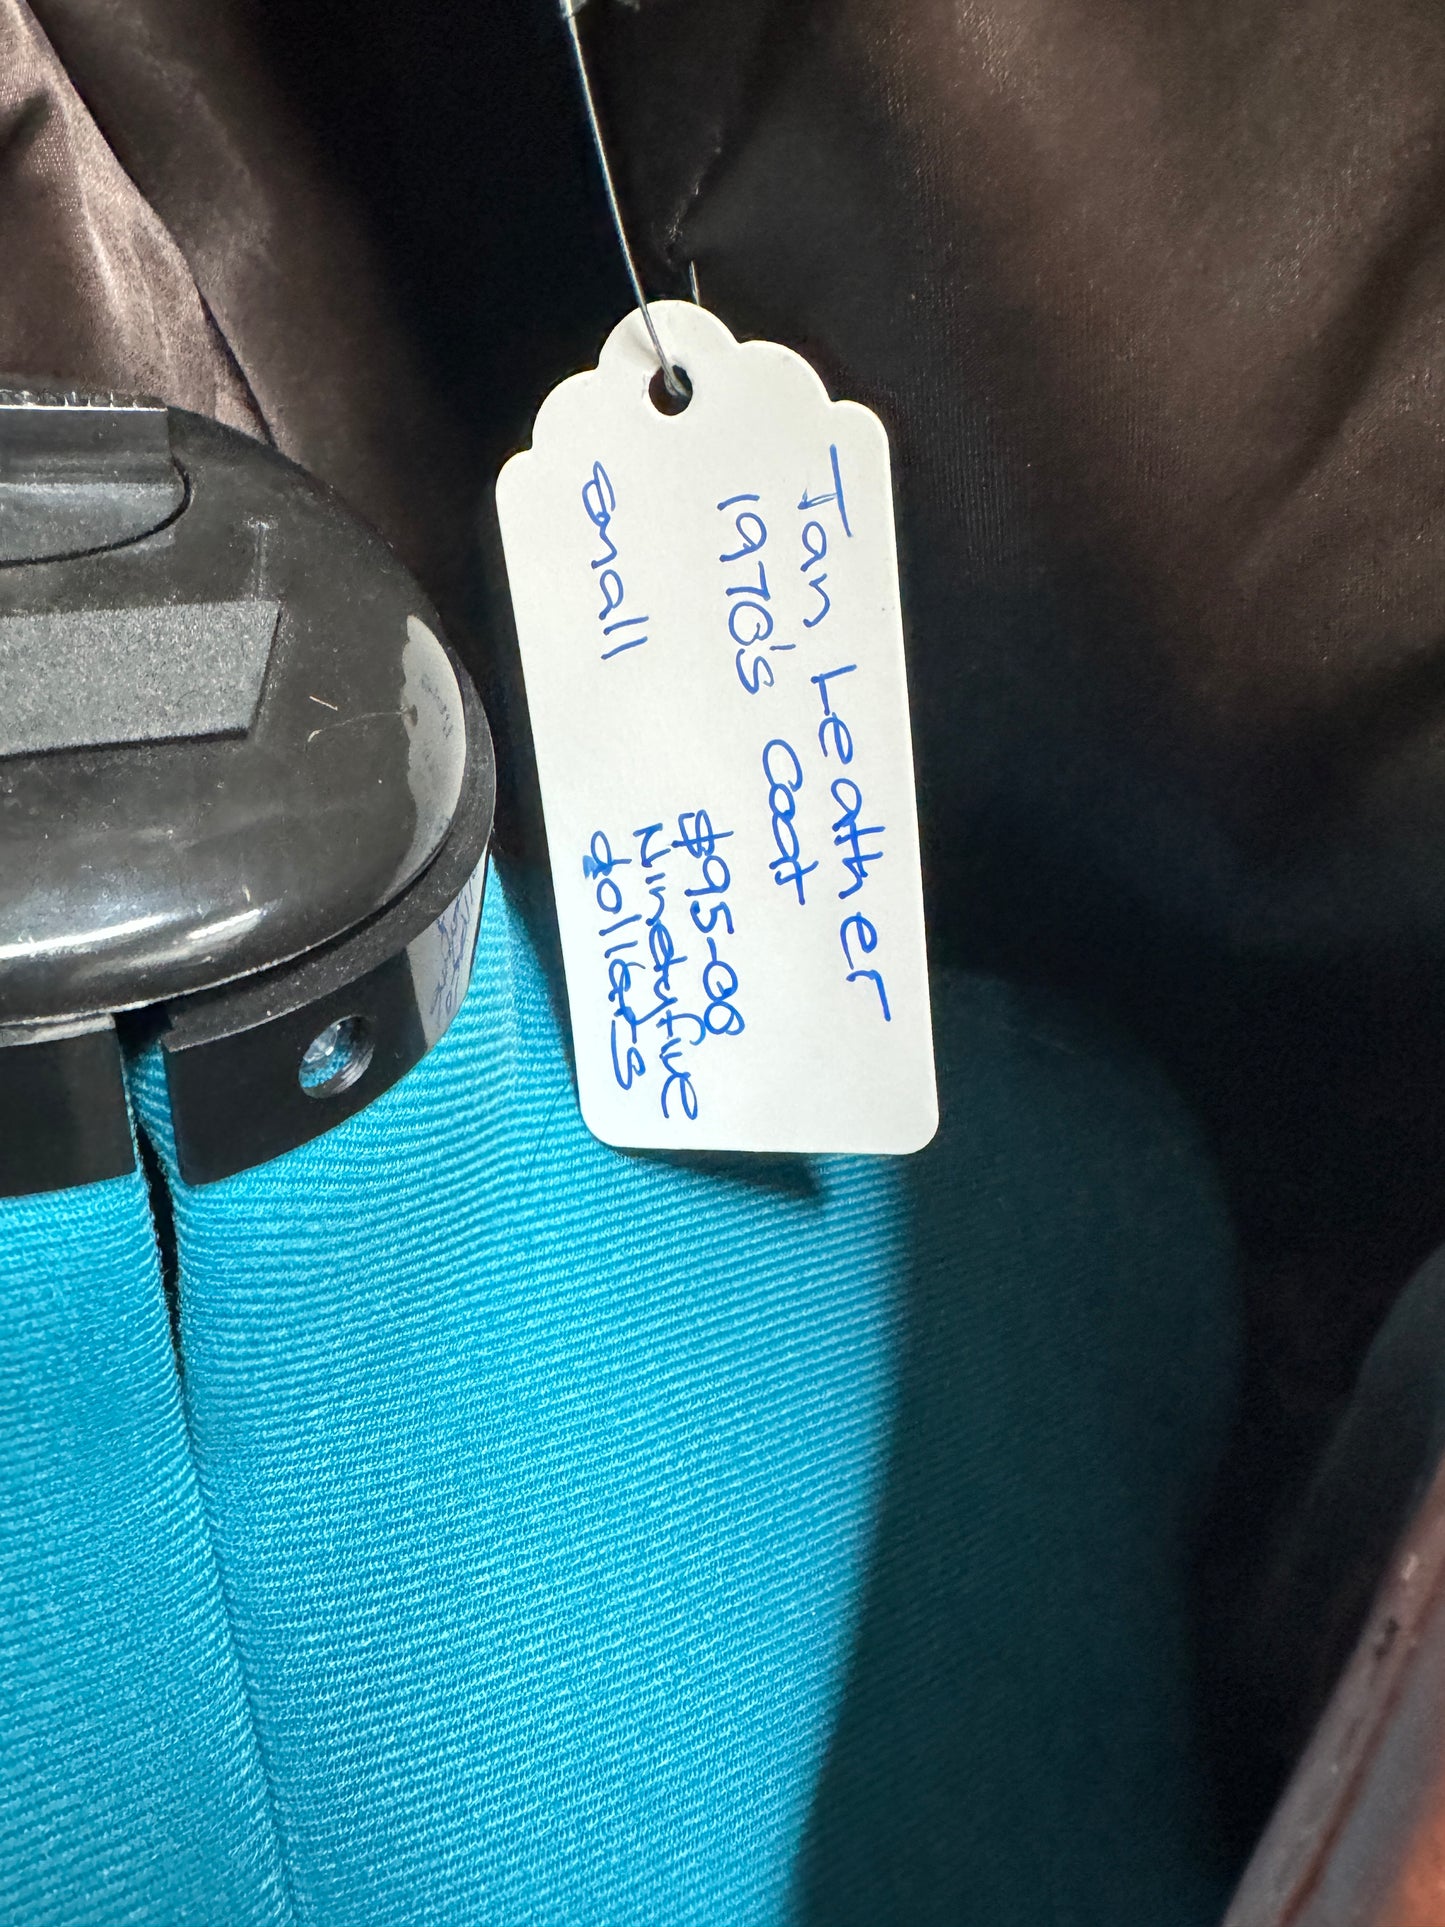 Tan Leather
1970's Coat
$95-00
Small
Ninetyfive
dollars